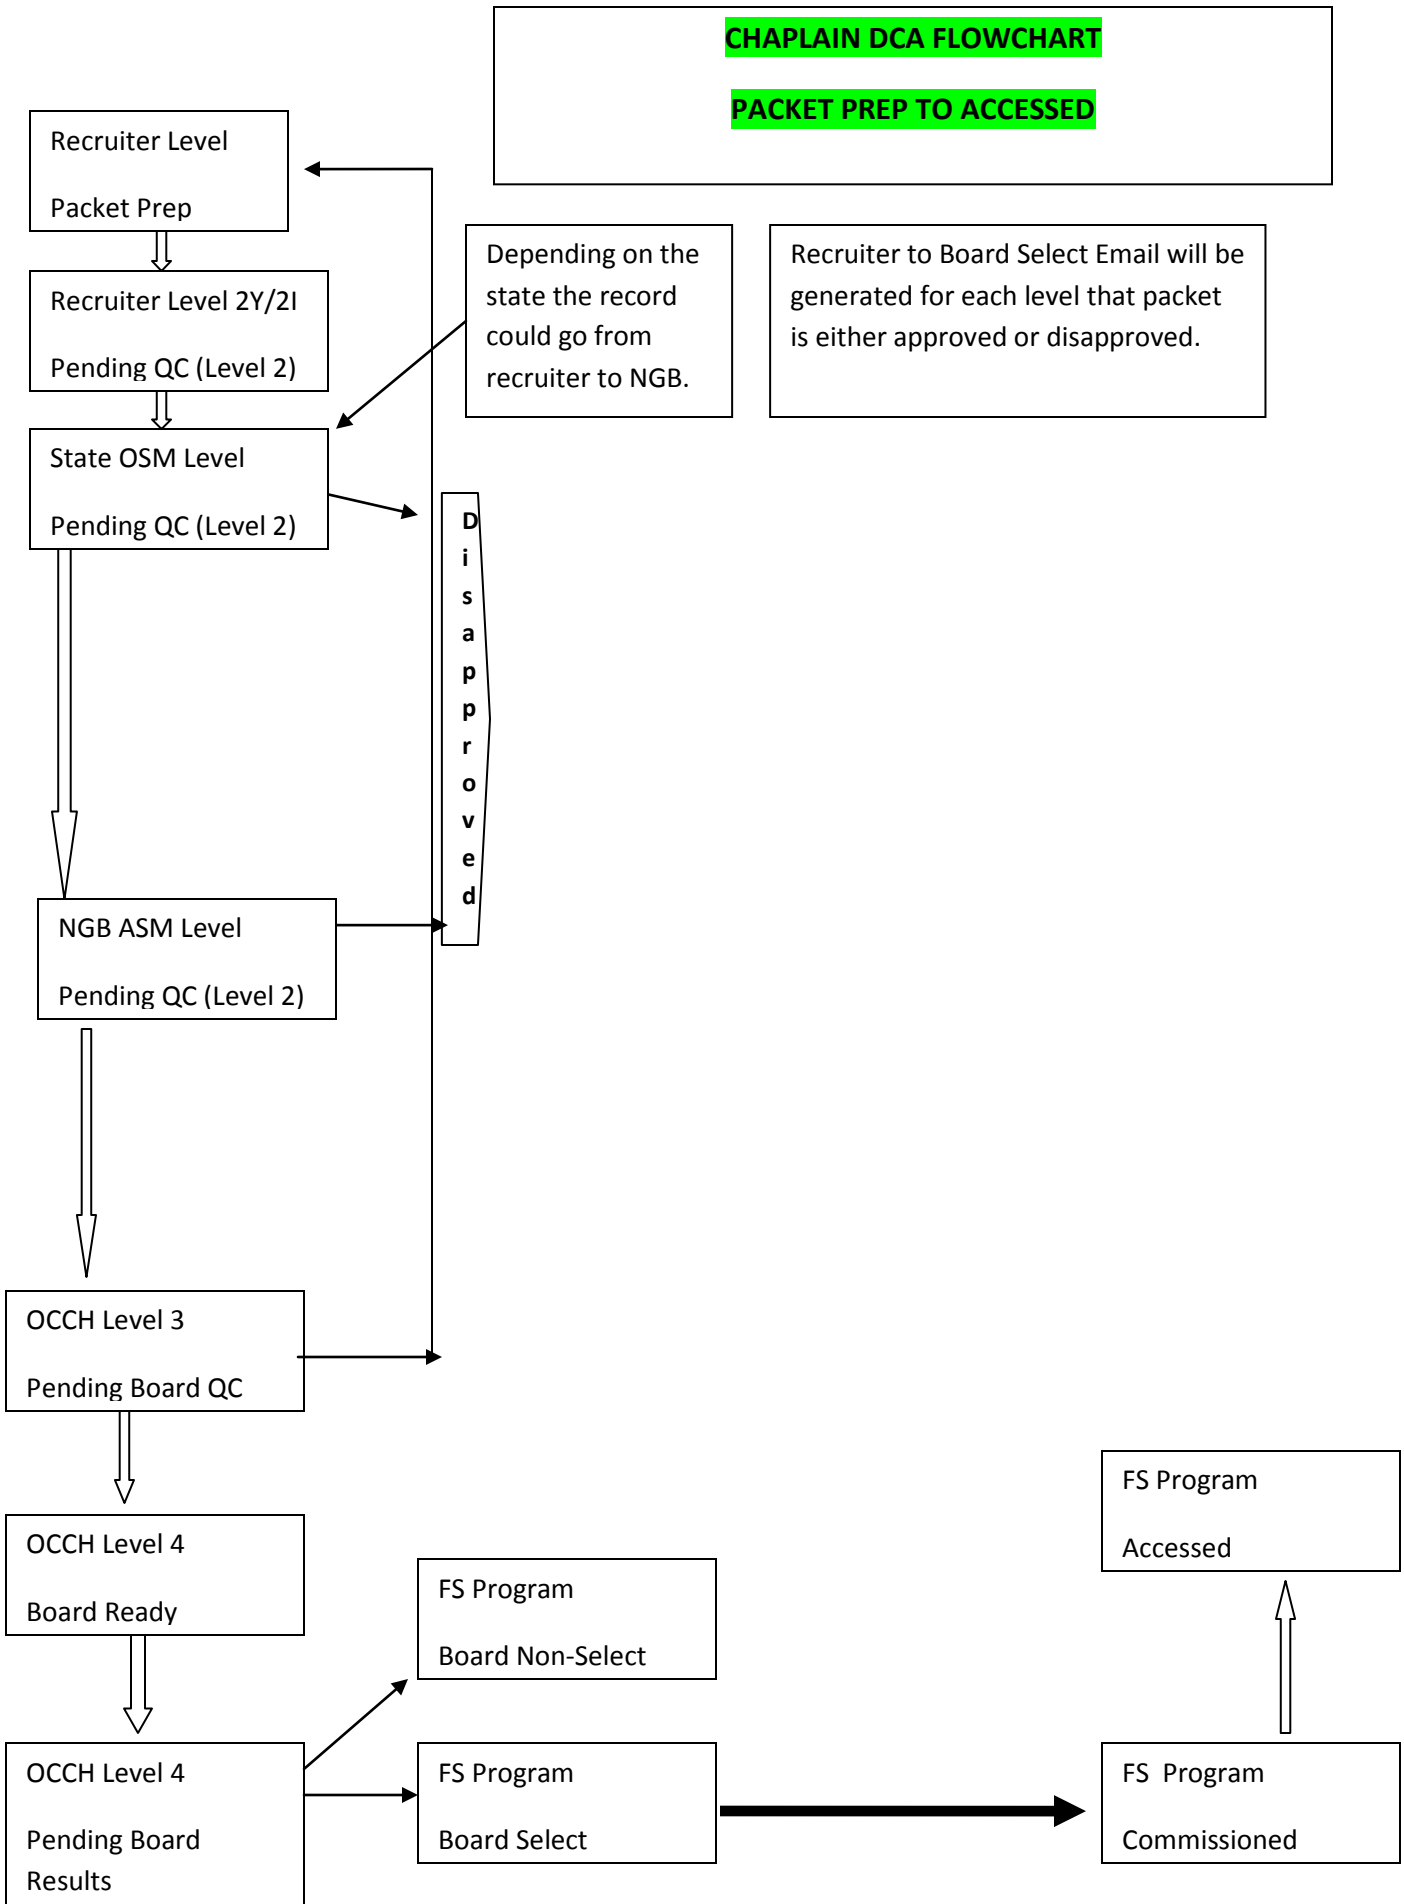 CHAPLAIN DCA FLOWCHART
PACKET PREP TO ACCESSED
Recruiter Level
Packet Prep
Recruiter Level 2Y/2I
Pending QC (Level 2)
Depending on the
state the record
could go from
recruiter to NGB.
Recruiter to Board Select Email will be
generated for each level that packet
is either approved or disapproved.
State OSM Level
Pending QC (Level 2)
Disapproved
NGB ASM Level
Pending QC (Level 2)
OCCH Level 3
Pending Board QC
OCCH Level 4
Board Ready
FS Program
Board Non-Select
OCCH Level 4
Pending Board
Results
FS Program
Board Select
FS Program
Accessed
FS  Program
Commissioned